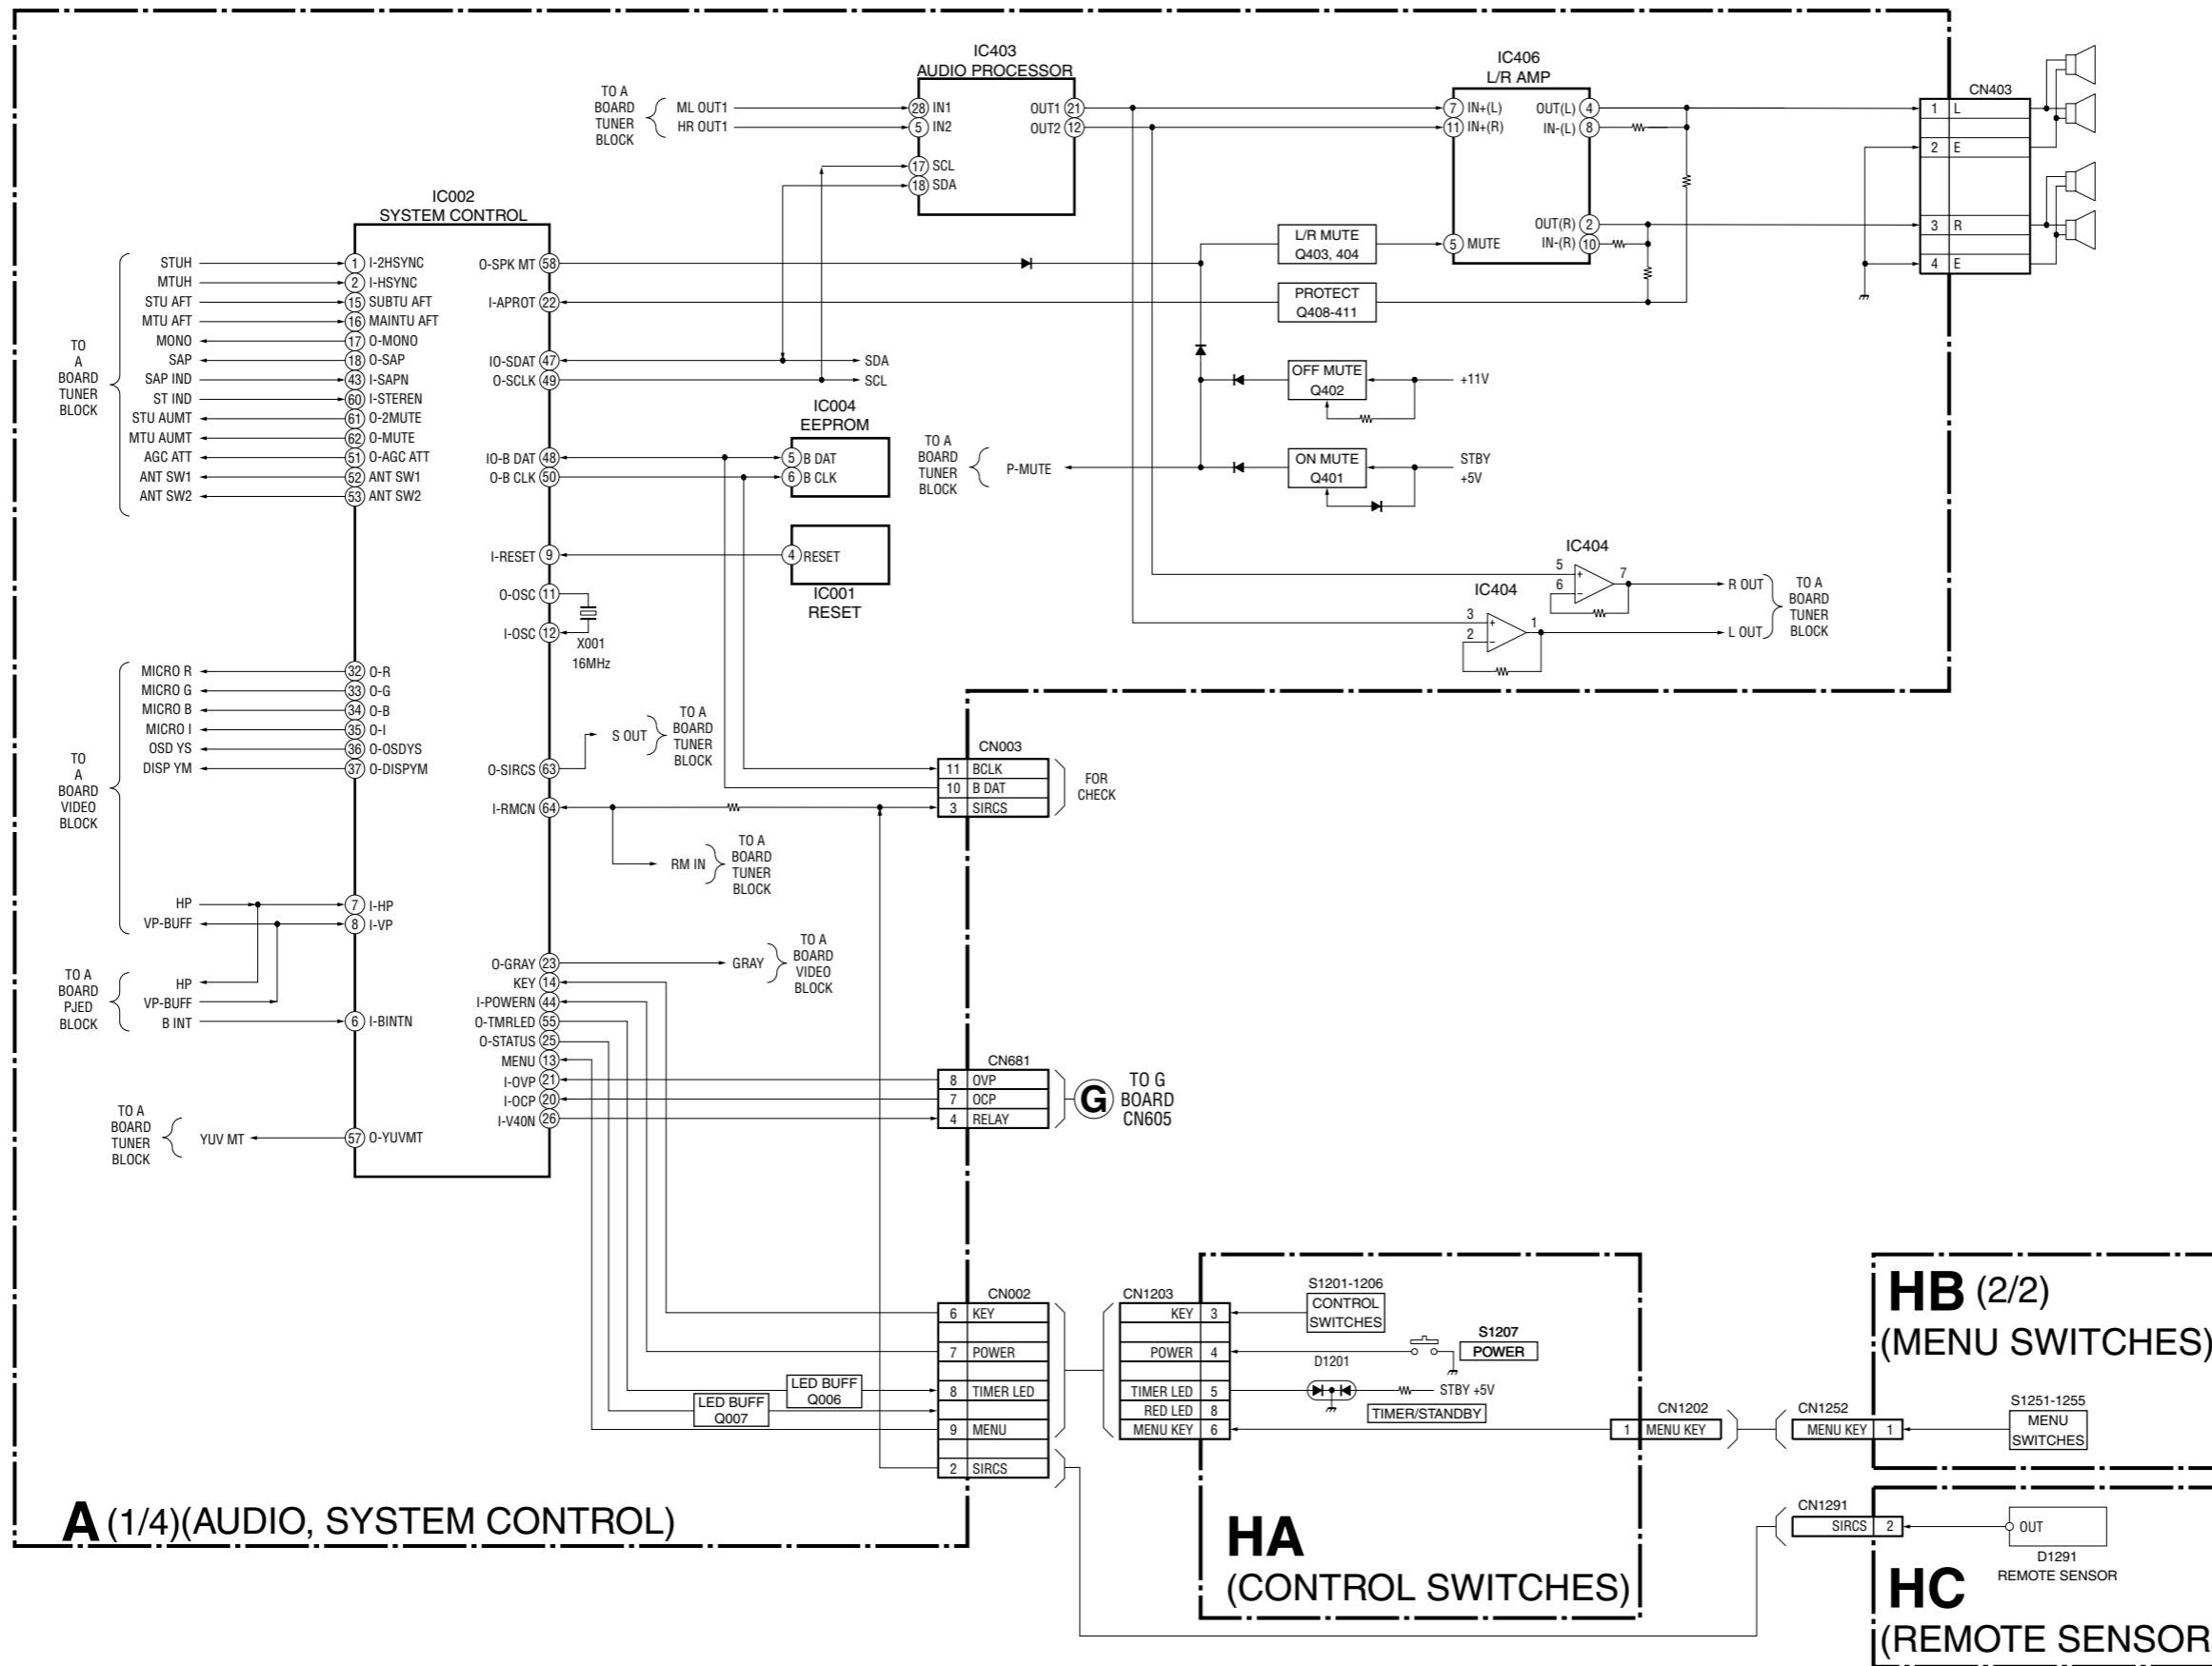 IC403
AUDIO PROCESSOR
28 IN1
5 IN2
17 SCL
18 SDA
OUT1 21
OUT2 12
TO A
BOARD
TUNER
BLOCK
ML OUT1
HR OUT1
IC406
L/R AMP
7 IN+(L)
11 IN+(R)
5 MUTE
OUT(L) 4
IN-(L) 8
OUT(R) 2
IN-(R) 10
CN403
1 L
2 E
3 R
4 E
IC002
SYSTEM CONTROL
TO
A
BOARD
TUNER
BLOCK
STUH 1 I-2HSYNC
MTUH 2 I-HSYNC
STU AFT 15 SUBTU AFT
MTU AFT 16 MAINTU AFT
MONO 17 O-MONO
SAP 18 O-SAP
SAP IND 43 I-SAPN
ST IND 60 I-STEREN
STU AUMT 61 O-2MUTE
MTU AUMT 62 O-MUTE
AGC ATT 51 O-AGC ATT
ANT SW1 52 ANT SW1
ANT SW2 53 ANT SW2
TO
A
BOARD
VIDEO
BLOCK
MICRO R 32 O-R
MICRO G 33 O-G
MICRO B 34 O-B
MICRO I 35 O-I
OSD YS 36 O-OSDYS
DISP YM 37 O-DISPYM
HP 7 I-HP
VP-BUFF 8 I-VP
TO A
BOARD
PJED
BLOCK
HP
VP-BUFF
B INT 6 I-BINTN
TO A
BOARD
TUNER
BLOCK
YUV MT 57 O-YUVMT
O-SPK MT 58
I-APROT 22
IO-SDAT 47 SDA
O-SCLK 49 SCL
IO-B DAT 48
O-B CLK 50
I-RESET 9
O-OSC 11
I-OSC 12
X001
16MHz
O-SIRCS 63
I-RMCN 64
O-GRAY 23
KEY 14
I-POWERN 44
O-TMRLED 55
O-STATUS 25
MENU 13
I-OVP 21
I-OCP 20
I-V40N 26
IC004
EEPROM
5 B DAT
6 B CLK
4 RESET
IC001
RESET
L/R MUTE
Q403, 404
PROTECT
Q408-411
OFF MUTE
Q402
+11V
ON MUTE
Q401
STBY
+5V
TO A
BOARD
TUNER
BLOCK
P-MUTE
IC404
5
6
7
IC404
3
2
1
R OUT
L OUT
TO A
BOARD
TUNER
BLOCK
S OUT
TO A
BOARD
TUNER
BLOCK
RM IN
TO A
BOARD
TUNER
BLOCK
GRAY
TO A
BOARD
VIDEO
BLOCK
CN003
11 BCLK
10 B DAT
3 SIRCS
FOR
CHECK
CN681
8 OVP
7 OCP
4 RELAY
G
TO G
BOARD
CN605
LED BUFF
Q006
LED BUFF
Q007
CN002
6 KEY
7 POWER
8 TIMER LED
9 MENU
2 SIRCS
CN1203
KEY 3
POWER 4
TIMER LED 5
RED LED 8
MENU KEY 6
S1201-1206
CONTROL
SWITCHES
S1207
POWER
D1201
STBY +5V
TIMER/STANDBY
CN1202
1 MENU KEY
CN1252
MENU KEY 1
S1251-1255
MENU
SWITCHES
HB (2/2)
(MENU SWITCHES)
CN1291
SIRCS 2
OUT
D1291
REMOTE SENSOR
HC
(REMOTE SENSOR
HA
(CONTROL SWITCHES)
A (1/4)(AUDIO, SYSTEM CONTROL)